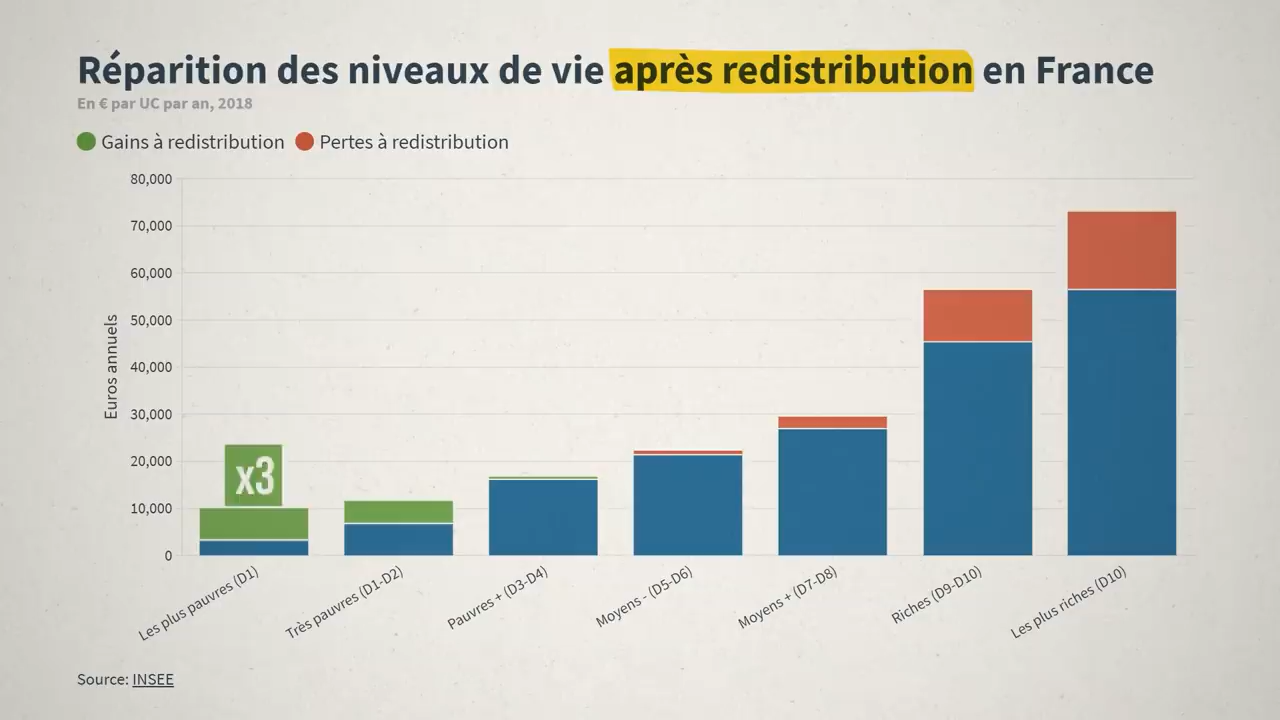 Réparition des niveaux de vie après redistribution en France
En € par UC par an, 2018
Gains à redistribution Pertes à redistribution
80,000
70,000
60,000
50,000
40,000
30,000
20,000
10,000
0
Euros annuels
x3
Les plus pauvres (D1)
Très pauvres (D1-D2)
Pauvres + (D3-D4)
Moyens - (D5-D6)
Moyens + (D7-D8)
Riches (D9-D10)
Les plus riches (D10)
Source: INSEE